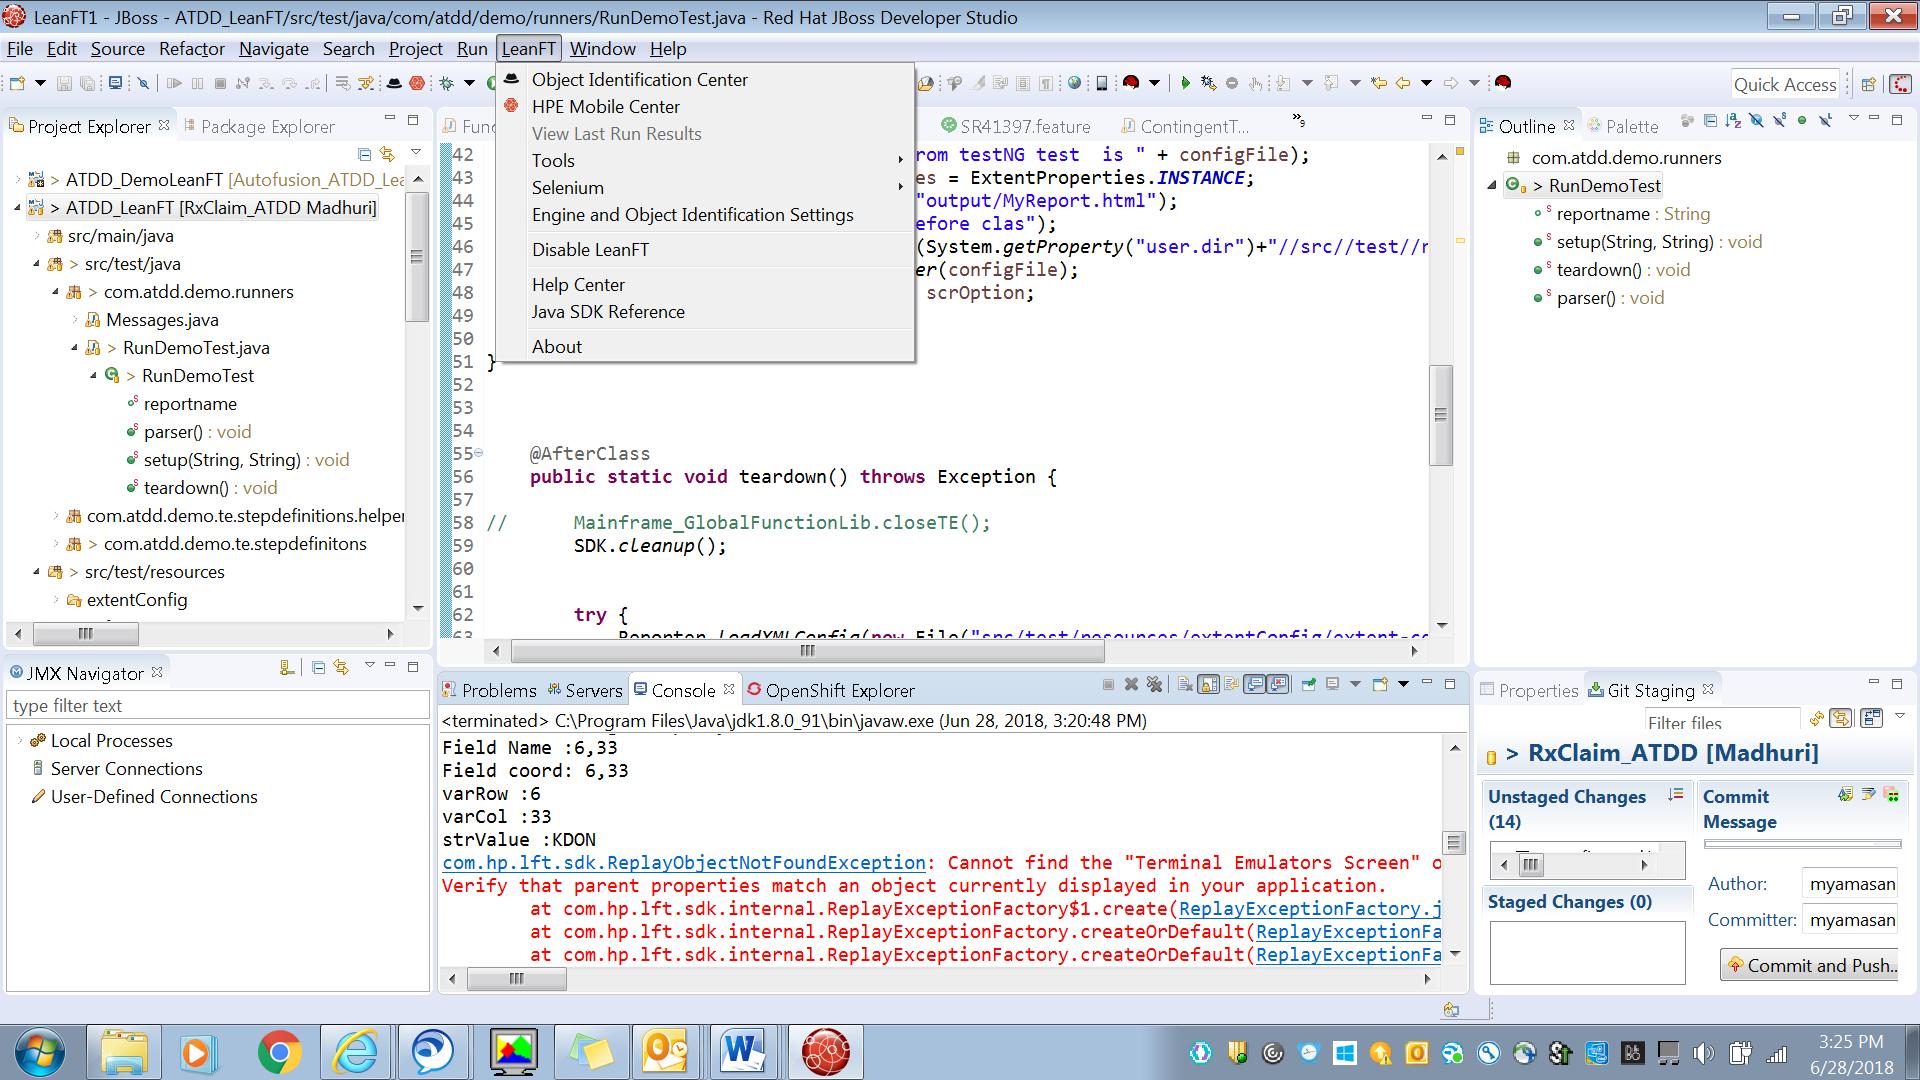 LeanFT1 - JBoss - ATDD_LeanFT/src/test/java/com/atdd/demo/runners/RunDemoTest.java - Red Hat JBoss Developer Studio
File Edit Source Refactor Navigate Search Project Run LeanFT Window Help
Quick Access
Object Identification Center
HPE Mobile Center
View Last Run Results
Tools
Selenium
Engine and Object Identification Settings
Disable LeanFT
Help Center
Java SDK Reference
About
Project Explorer Package Explorer
> ATDD_DemoLeanFT [Autofusion_ATDD_Lea
> ATDD_LeanFT [RxClaim_ATDD Madhuri]
src/main/java
> src/test/java
> com.atdd.demo.runners
Messages.java
> RunDemoTest.java
> RunDemoTest
reportname
parser() : void
setup(String, String) : void
teardown() : void
com.atdd.demo.te.stepdefinitions.helper
> com.atdd.demo.te.stepdefinitons
> src/test/resources
extentConfig
Func SR41397.feature ContingentT... »9
42 rom testNG test is " + configFile);
43 es = ExtentProperties.INSTANCE;
44 "output/MyReport.html");
45 efore clas");
46 (System.getProperty("user.dir")+"//src//test//r
47 er(configFile);
48 scrOption;
49
50
51 }
52
53
54
55 @AfterClass
56 public static void teardown() throws Exception {
57
58 // Mainframe_GlobalFunctionLib.closeTE();
59 SDK.cleanup();
60
61
62 try {
63 Reporter.loadXMLConfig(new File("src/test/resources/extentConfig/extent-co
Outline Palette
com.atdd.demo.runners
> RunDemoTest
reportname : String
setup(String, String) : void
teardown() : void
parser() : void
JMX Navigator
type filter text
Local Processes
Server Connections
User-Defined Connections
Problems Servers Console OpenShift Explorer
<terminated> C:\Program Files\Java\jdk1.8.0_91\bin\javaw.exe (Jun 28, 2018, 3:20:48 PM)
Field Name :6,33
Field coord: 6,33
varRow :6
varCol :33
strValue :KDON
com.hp.lft.sdk.ReplayObjectNotFoundException: Cannot find the "Terminal Emulators Screen" o
Verify that parent properties match an object currently displayed in your application.
at com.hp.lft.sdk.internal.ReplayExceptionFactory$1.create(ReplayExceptionFactory.j
at com.hp.lft.sdk.internal.ReplayExceptionFactory.createOrDefault(ReplayExceptionFa
at com.hp.lft.sdk.internal.ReplayExceptionFactory.createOrDefault(ReplayExceptionFa
Properties Git Staging
Filter files
> RxClaim_ATDD [Madhuri]
Unstaged Changes (14)
Staged Changes (0)
Commit Message
Author: myamasan
Committer: myamasan
Commit and Push...
3:25 PM
6/28/2018